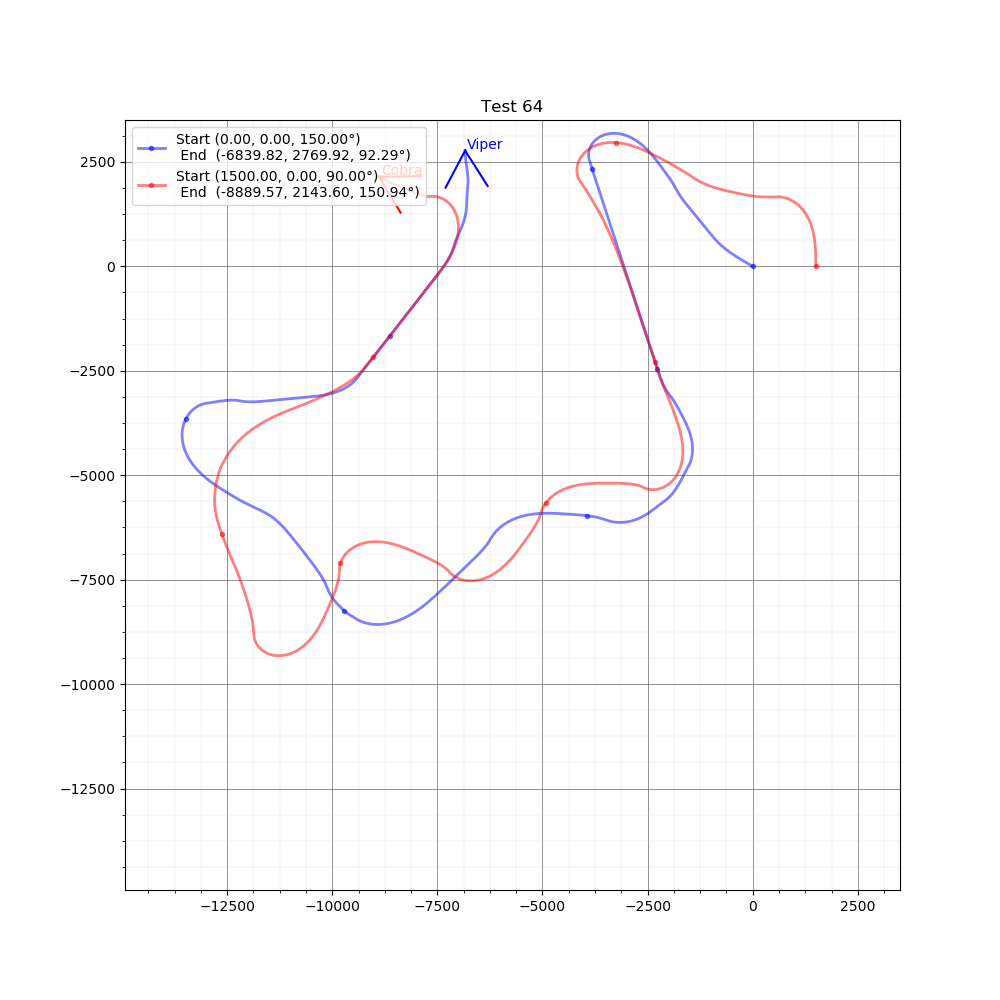 Test 64
Start (0.00, 0.00, 150.00°)
End (-6839.82, 2769.92, 92.29°)
Start (1500.00, 0.00, 90.00°)
End (-8889.57, 2143.60, 150.94°)
Viper
Cobra
2500
0
−2500
−5000
−7500
−10000
−12500
−12500
−10000
−7500
−5000
−2500
0
2500